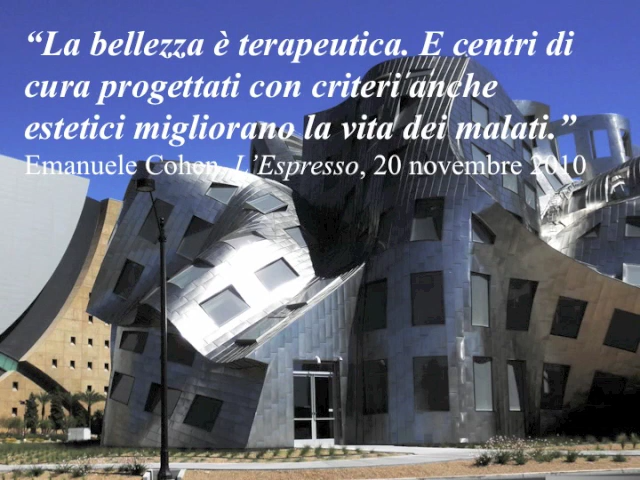 “La bellezza è terapeutica. E centri di
cura progettati con criteri anche
estetici migliorano la vita dei malati.”
Emanuele Cohen, L’Espresso, 20 novembre 2010